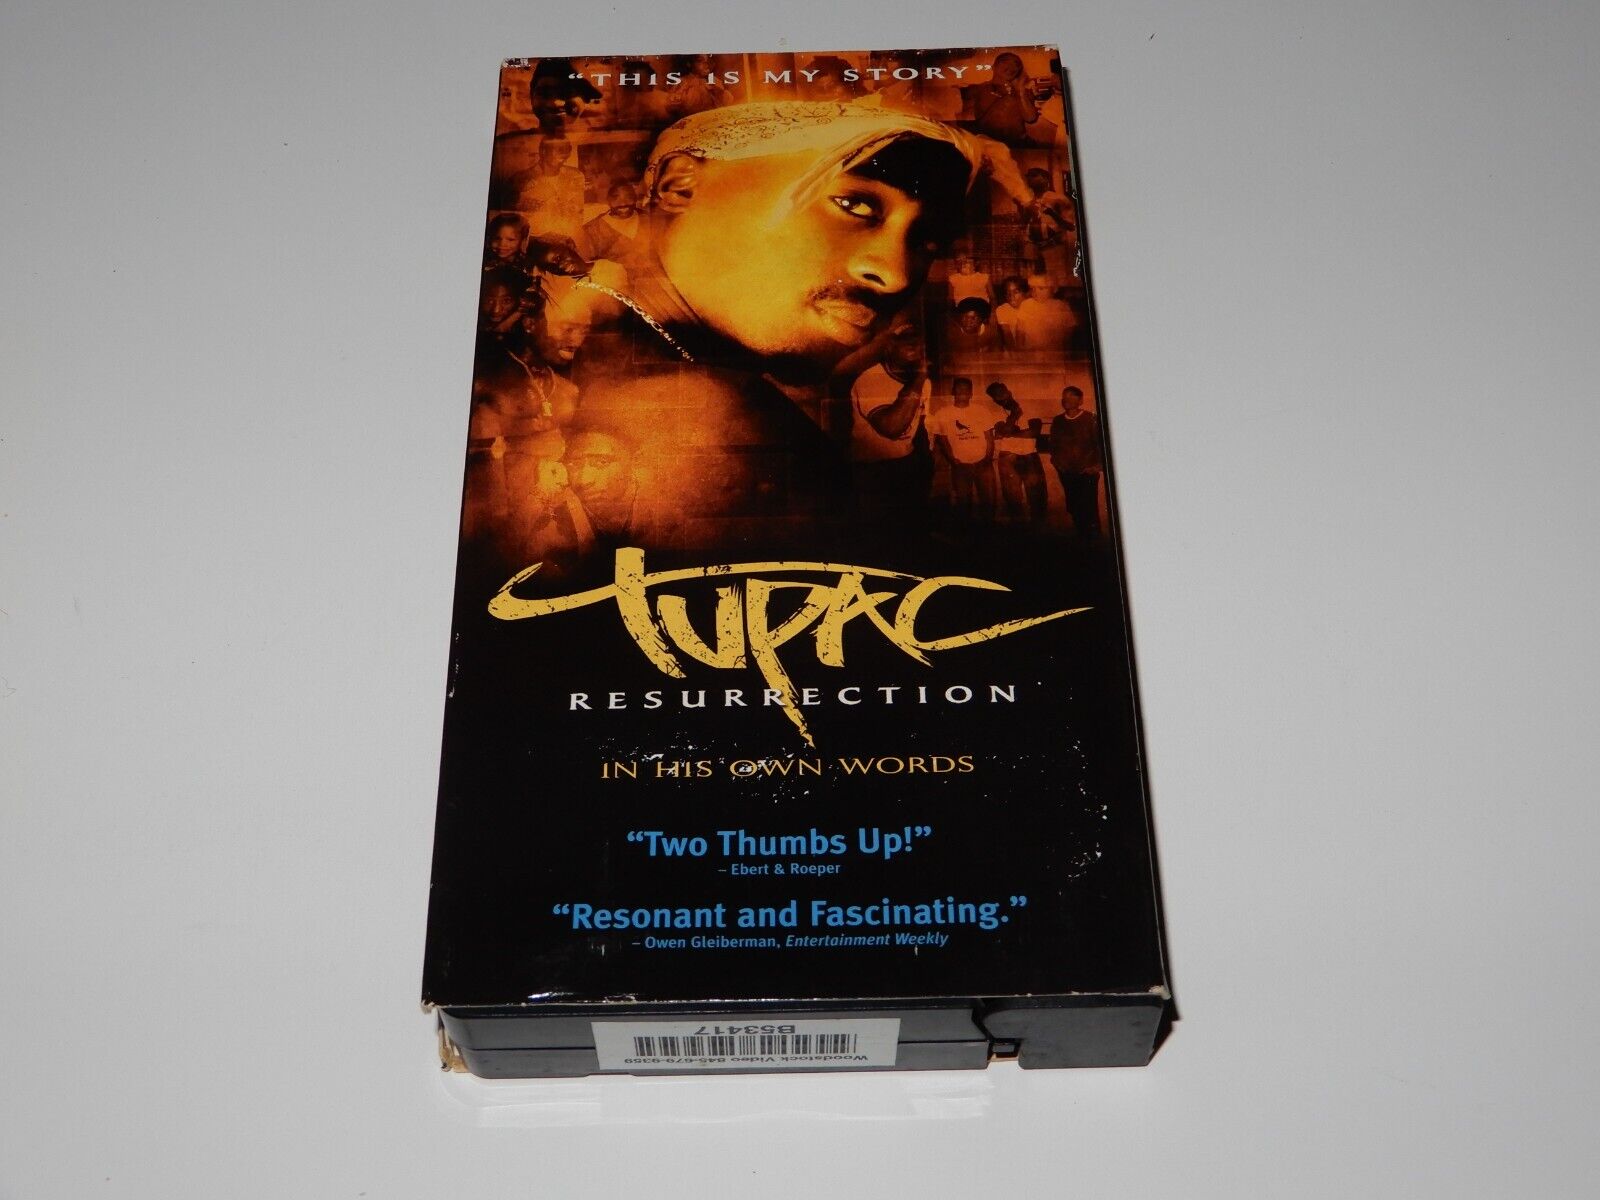 "THIS IS MY STORY"
TUPAC
RESURRECTION
IN HIS OWN WORDS
"Two Thumbs Up!"
– Ebert & Roeper
"Resonant and Fascinating."
– Owen Gleiberman, Entertainment Weekly
Woodstock Video 845-679-9359
B53417